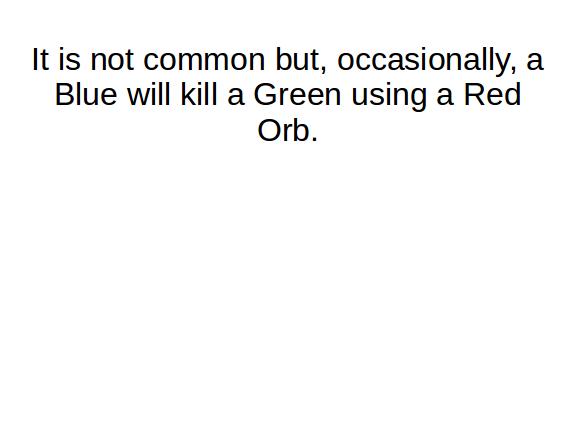 It is not common but, occasionally, a
Blue will kill a Green using a Red
Orb.